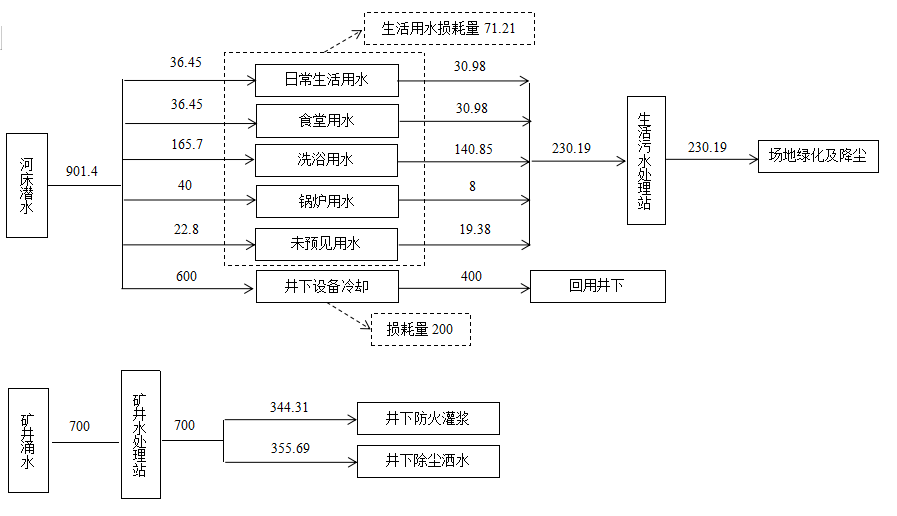 生活用水损耗量 71.21
36.45
日常生活用水
30.98
36.45
食堂用水
30.98
165.7
洗浴用水
140.85
河床潜水
901.4
230.19
生活污水处理站
230.19
场地绿化及降尘
40
锅炉用水
8
22.8
未预见用水
19.38
600
井下设备冷却
400
回用井下
损耗量 200
矿井涌水
700
矿井水处理站
700
344.31
井下防火灌浆
355.69
井下除尘洒水